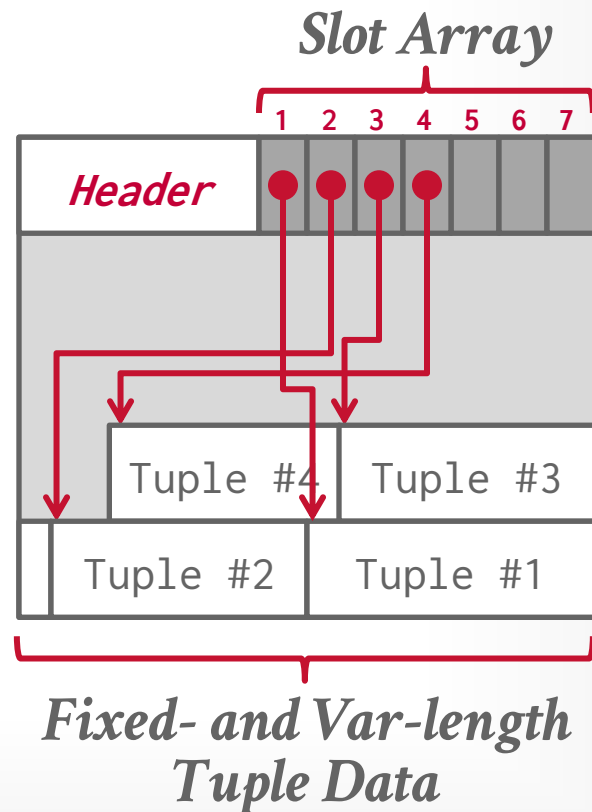 Slot Array
1 2 3 4 5 6 7
Header
Tuple #4 Tuple #3
Tuple #2 Tuple #1
Fixed- and Var-length
Tuple Data